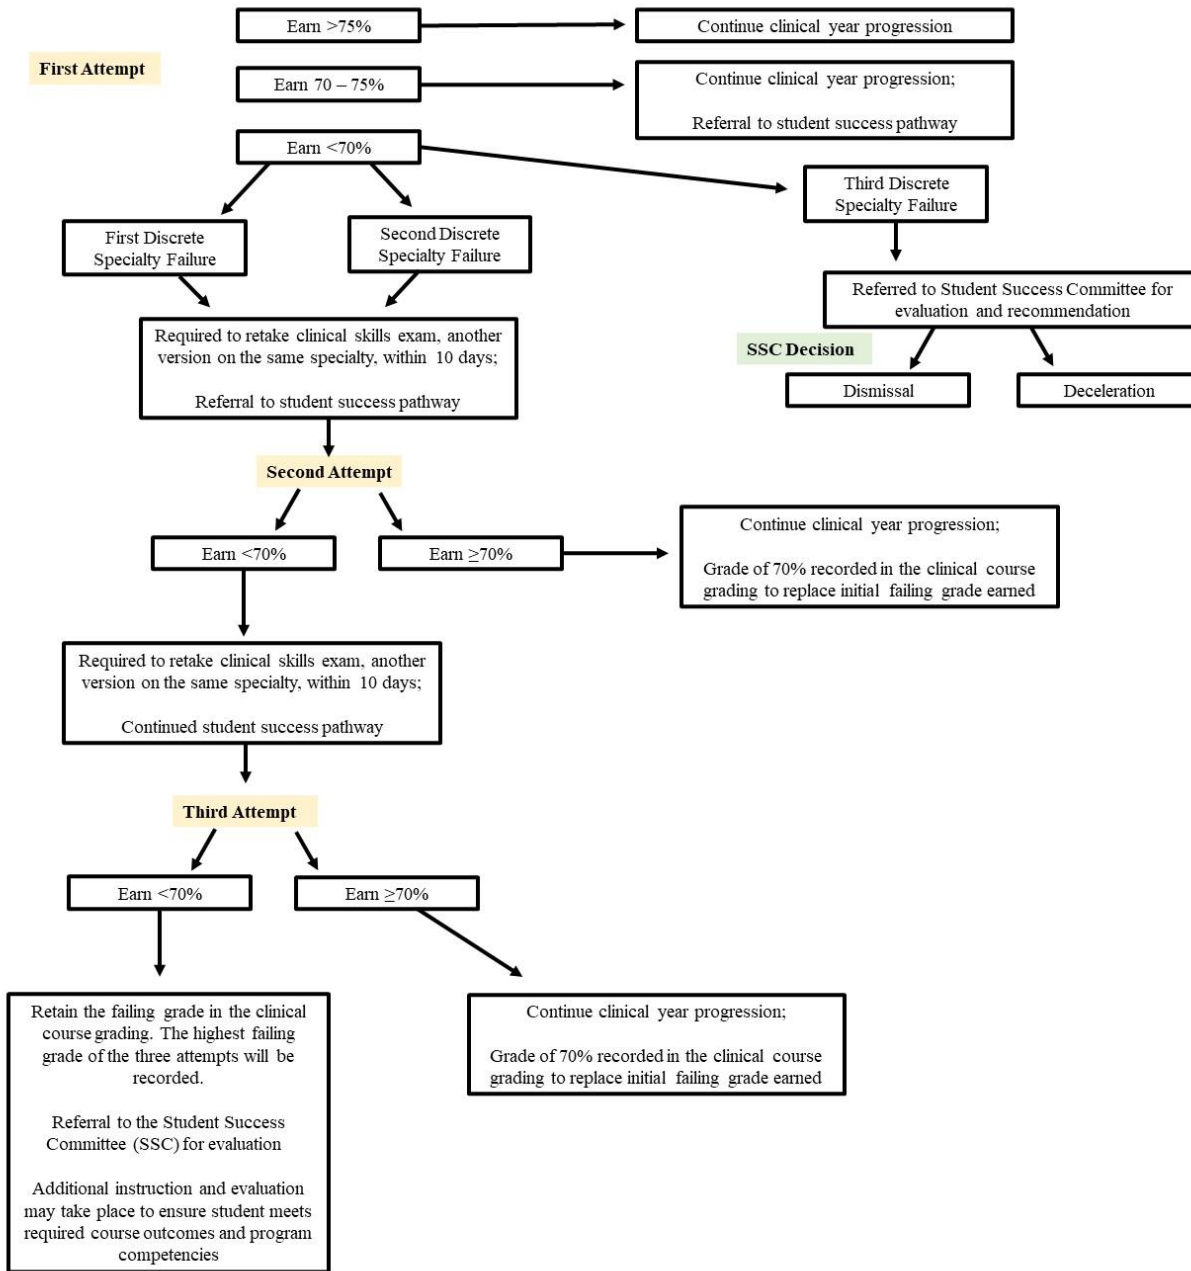 Earn >75%
Continue clinical year progression
First Attempt
Earn 70 – 75%
Continue clinical year progression;
Referral to student success pathway
Earn <70%
Third Discrete
Specialty Failure
First Discrete
Specialty Failure
Second Discrete
Specialty Failure
Referred to Student Success Committee for
evaluation and recommendation
SSC Decision
Dismissal
Deceleration
Required to retake clinical skills exam, another
version on the same specialty, within 10 days;
Referral to student success pathway
Second Attempt
Earn <70%
Earn ≥70%
Continue clinical year progression;
Grade of 70% recorded in the clinical course
grading to replace initial failing grade earned
Required to retake clinical skills exam, another
version on the same specialty, within 10 days;
Continued student success pathway
Third Attempt
Earn <70%
Earn ≥70%
Retain the failing grade in the clinical
course grading. The highest failing
grade of the three attempts will be
recorded.
Referral to the Student Success
Committee (SSC) for evaluation
Additional instruction and evaluation
may take place to ensure student meets
required course outcomes and program
competencies
Continue clinical year progression;
Grade of 70% recorded in the clinical course
grading to replace initial failing grade earned